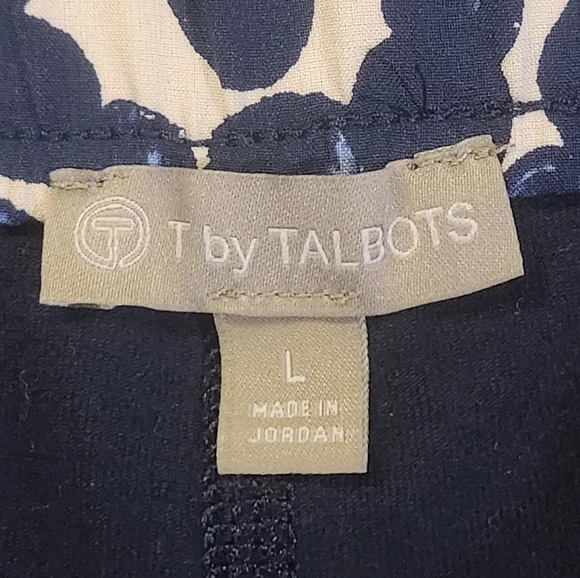 T T by TALBOTS
L
MADE IN
JORDAN